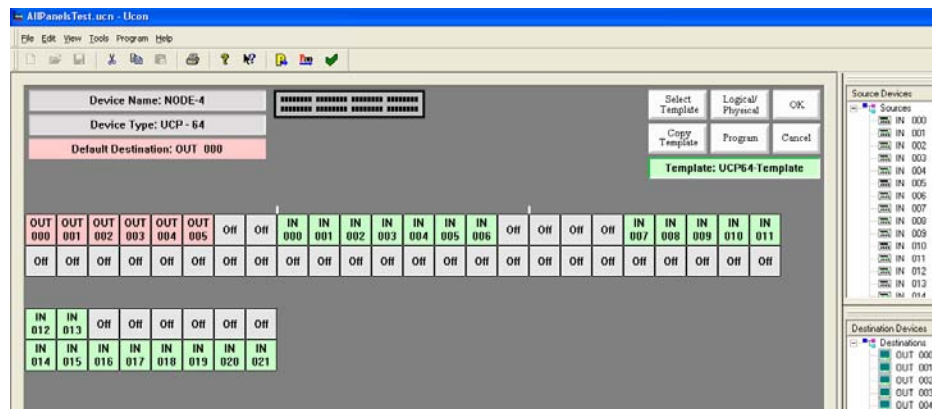 AllPanelsTest.ucn - Ucon
File Edit View Tools Program Help
Device Name: NODE-4
Device Type: UCP - 64
Default Destination: OUT 000
Select Template
Logical/ Physical
OK
Copy Template
Program
Cancel
Template: UCP64-Template
OUT 000 OUT 001 OUT 002 OUT 003 OUT 004 OUT 005 Off Off IN 000 IN 001 IN 002 IN 003 IN 004 IN 005 IN 006 Off Off Off Off IN 007 IN 008 IN 009 IN 010 IN 011
Off Off Off Off Off Off Off Off Off Off Off Off Off Off Off Off Off Off Off Off Off Off Off Off
IN 012 IN 013 Off Off Off Off Off Off
IN 014 IN 015 IN 016 IN 017 IN 018 IN 019 IN 020 IN 021
Source Devices
Sources
IN 000
IN 001
IN 002
IN 003
IN 004
IN 005
IN 006
IN 007
IN 008
IN 009
IN 010
IN 011
IN 012
IN 013
IN 014
Destination Devices
Destinations
OUT 000
OUT 001
OUT 002
OUT 003
OUT 004